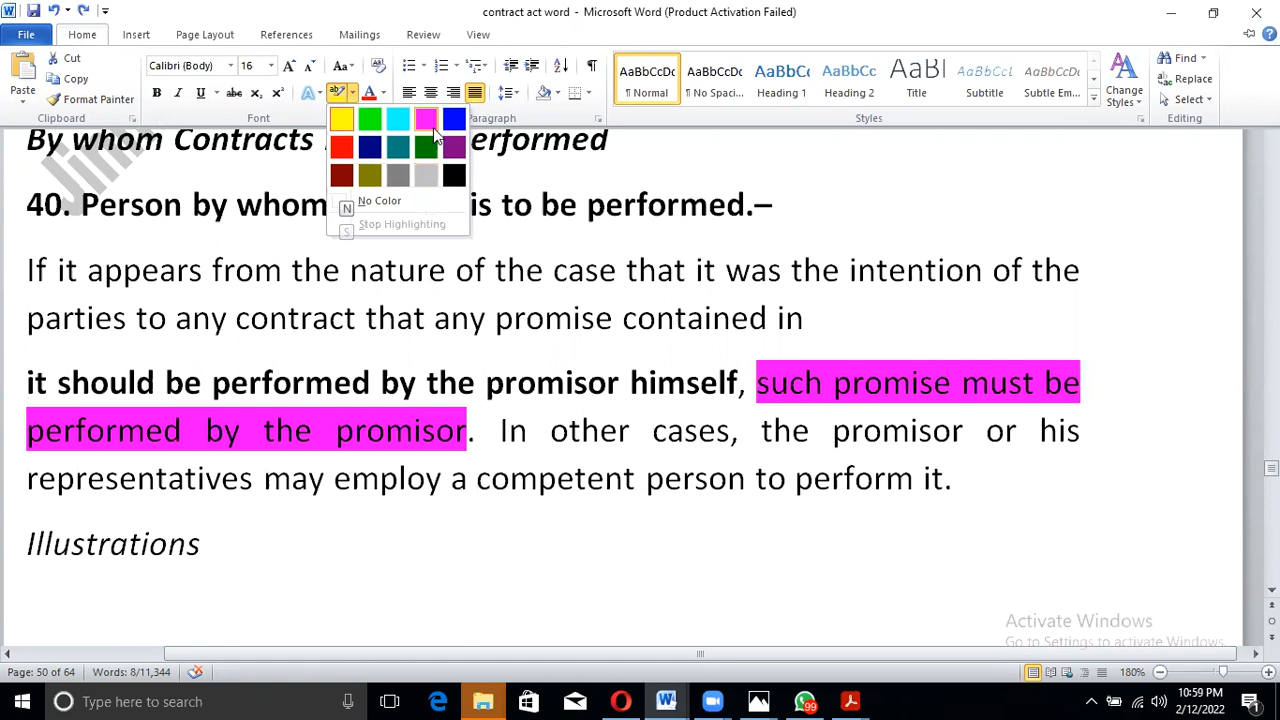 contract act word - Microsoft Word (Product Activation Failed)
File Home Insert Page Layout References Mailings Review View
Paste
Cut
Copy
Format Painter
Clipboard
Calibri (Body) 16
Font
Paragraph
AaBbCcDc AaBbCcDc AaBbCc AaBbCc AaBl AaBbCcL AaBbCcDc
¶ Normal ¶ No Spaci... Heading 1 Heading 2 Title Subtitle Subtle Em...
Styles
Change
Styles
Find
Replace
Select
Editing
No Color
N
Stop Highlighting
S
By whom Contracts
erformed
40. Person by whom
is to be performed.–
If it appears from the nature of the case that it was the intention of the
parties to any contract that any promise contained in
it should be performed by the promisor himself, such promise must be
performed by the promisor. In other cases, the promisor or his
representatives may employ a competent person to perform it.
Illustrations
Activate Windows
Go to Settings to activate Windows.
Page: 50 of 64 Words: 8/11,344
180%
Type here to search
99
10:59 PM
2/12/2022
1